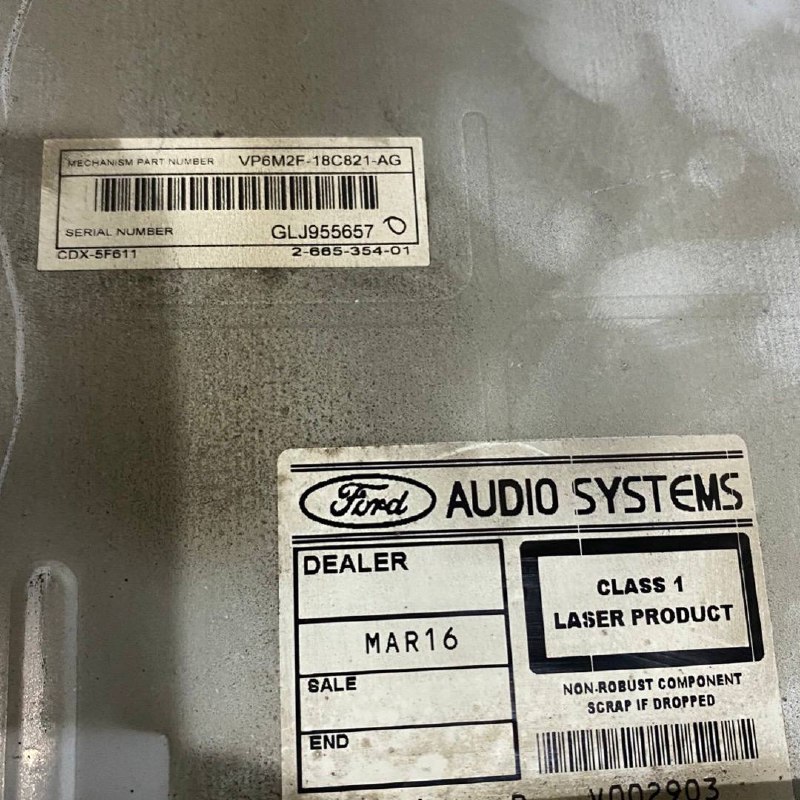 MECHANISM PART NUMBER VP6M2F-18C821-AG
SERIAL NUMBER GLJ955657
CDX-5F611 2-665-354-01
Ford AUDIO SYSTEMS
DEALER
MAR16
SALE
END
CLASS 1
LASER PRODUCT
NON-ROBUST COMPONENT
SCRAP IF DROPPED
V002903